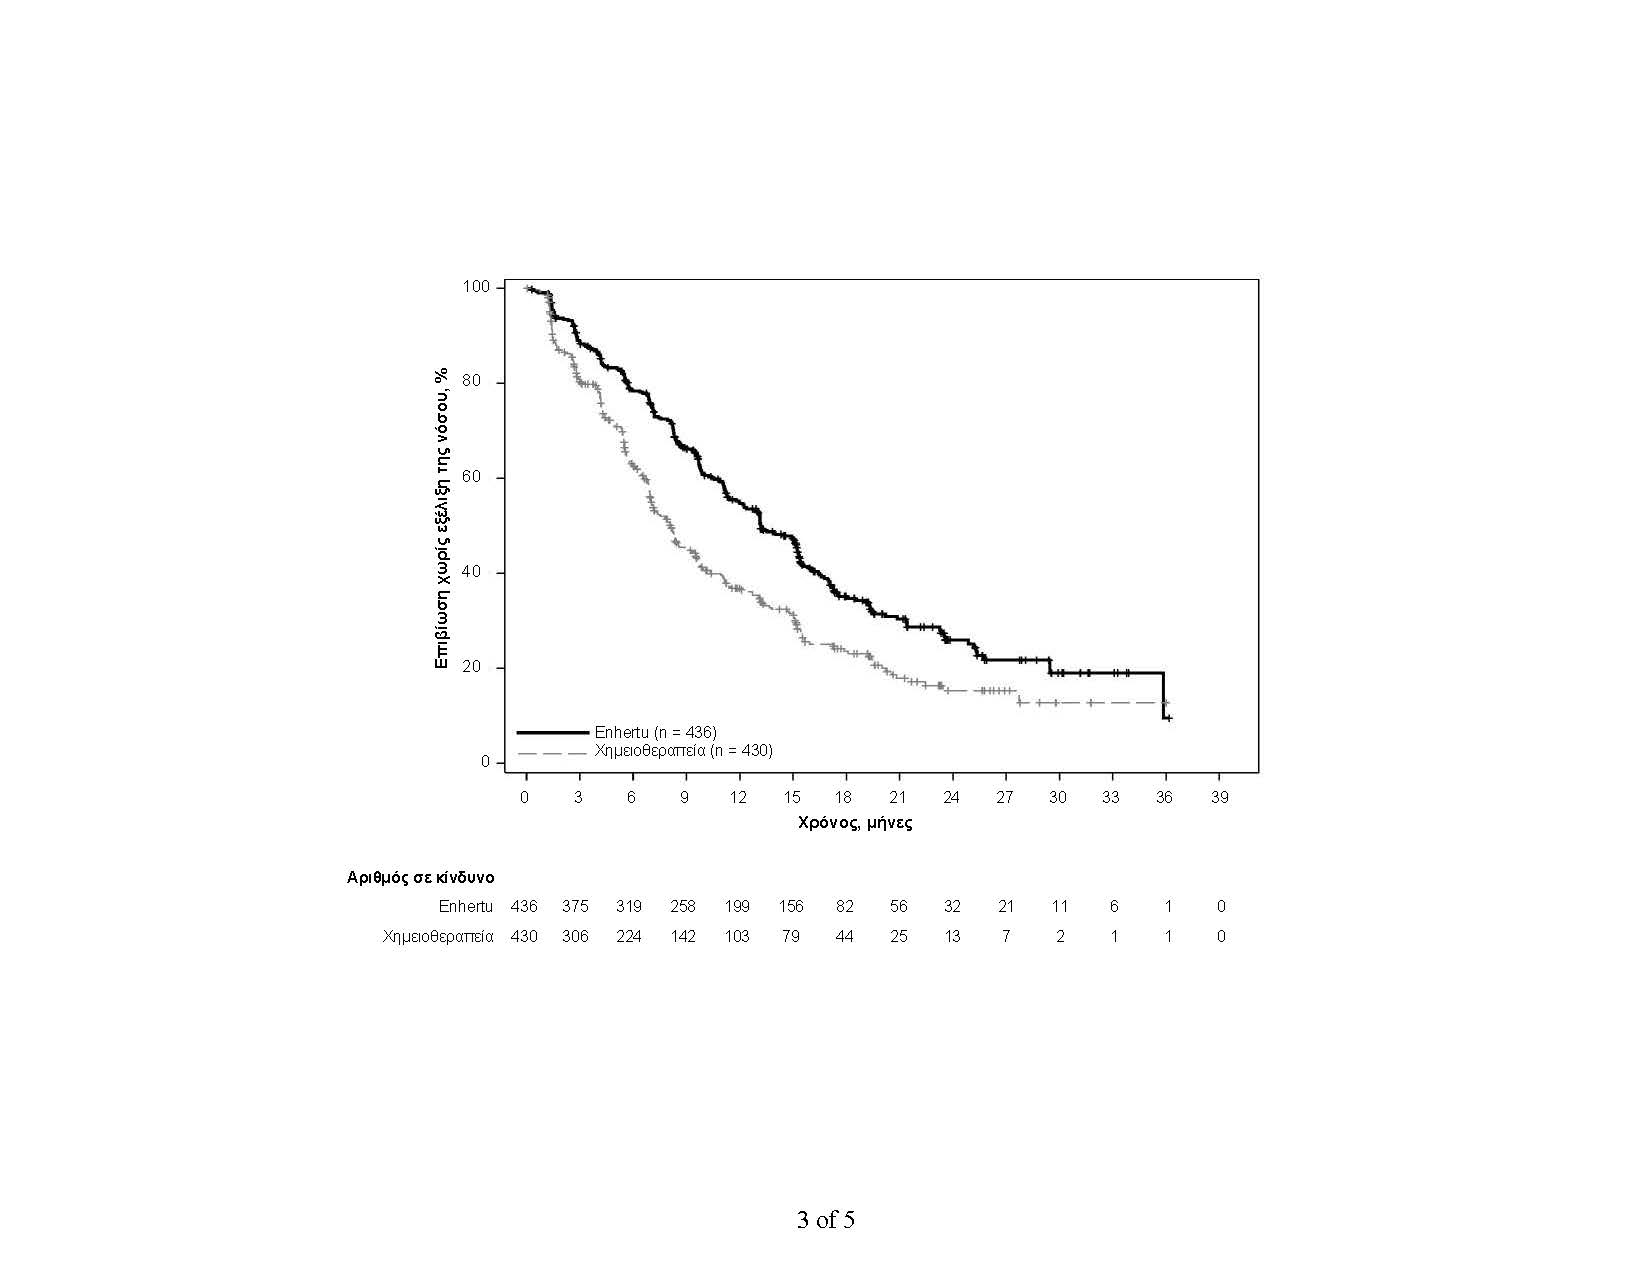 100
80
60
40
20
0
Επιβίωση χωρίς εξέλιξη της νόσου, %
Enhertu (n = 436)
Χημειοθεραπεία (n = 430)
0 3 6 9 12 15 18 21 24 27 30 33 36 39
Χρόνος, μήνες
Αριθμός σε κίνδυνο
Enhertu 436 375 319 258 199 156 82 56 32 21 11 6 1 0
Χημειοθεραπεία 430 306 224 142 103 79 44 25 13 7 2 1 1 0
3 of 5